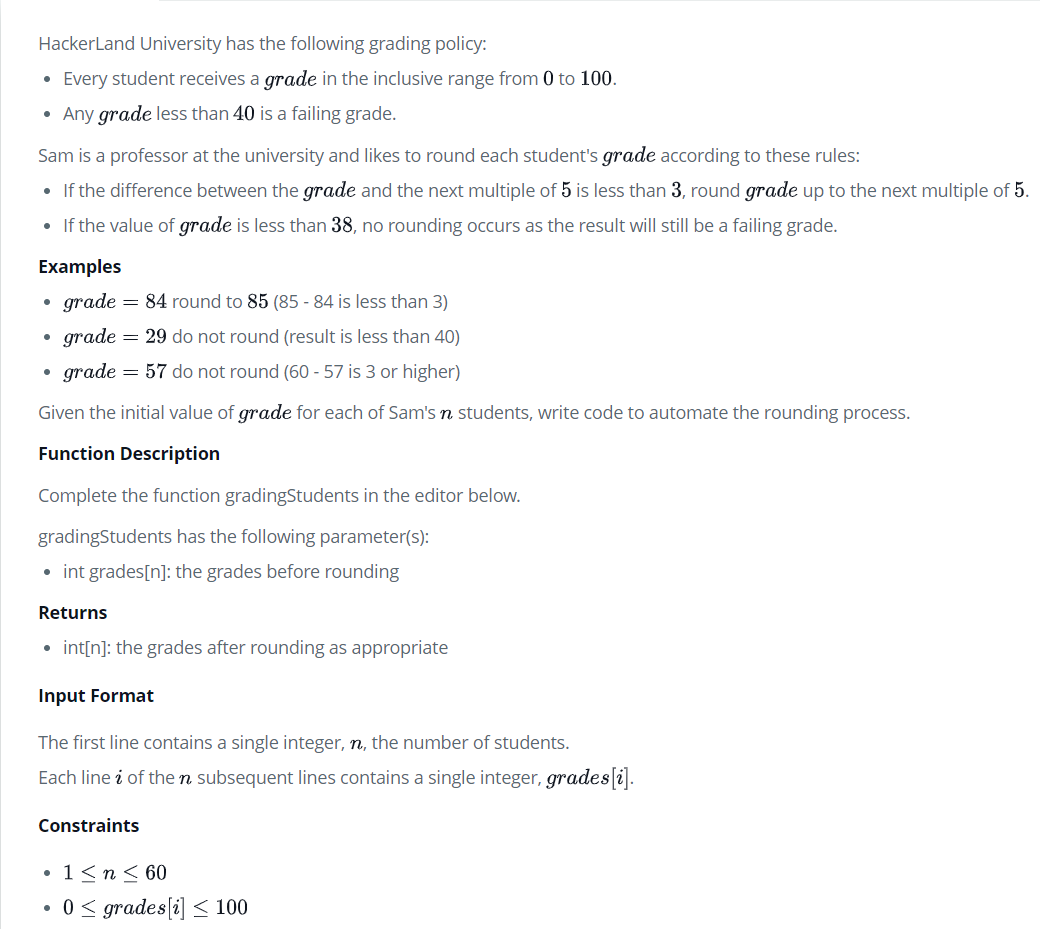 HackerLand University has the following grading policy:
• Every student receives a grade in the inclusive range from 0 to 100.
• Any grade less than 40 is a failing grade.
Sam is a professor at the university and likes to round each student's grade according to these rules:
• If the difference between the grade and the next multiple of 5 is less than 3, round grade up to the next multiple of 5.
• If the value of grade is less than 38, no rounding occurs as the result will still be a failing grade.
Examples
• grade = 84 round to 85 (85 - 84 is less than 3)
• grade = 29 do not round (result is less than 40)
• grade = 57 do not round (60 - 57 is 3 or higher)
Given the initial value of grade for each of Sam's n students, write code to automate the rounding process.
Function Description
Complete the function gradingStudents in the editor below.
gradingStudents has the following parameter(s):
• int grades[n]: the grades before rounding
Returns
• int[n]: the grades after rounding as appropriate
Input Format
The first line contains a single integer, n, the number of students.
Each line i of the n subsequent lines contains a single integer, grades[i].
Constraints
• 1 ≤ n ≤ 60
• 0 ≤ grades[i] ≤ 100